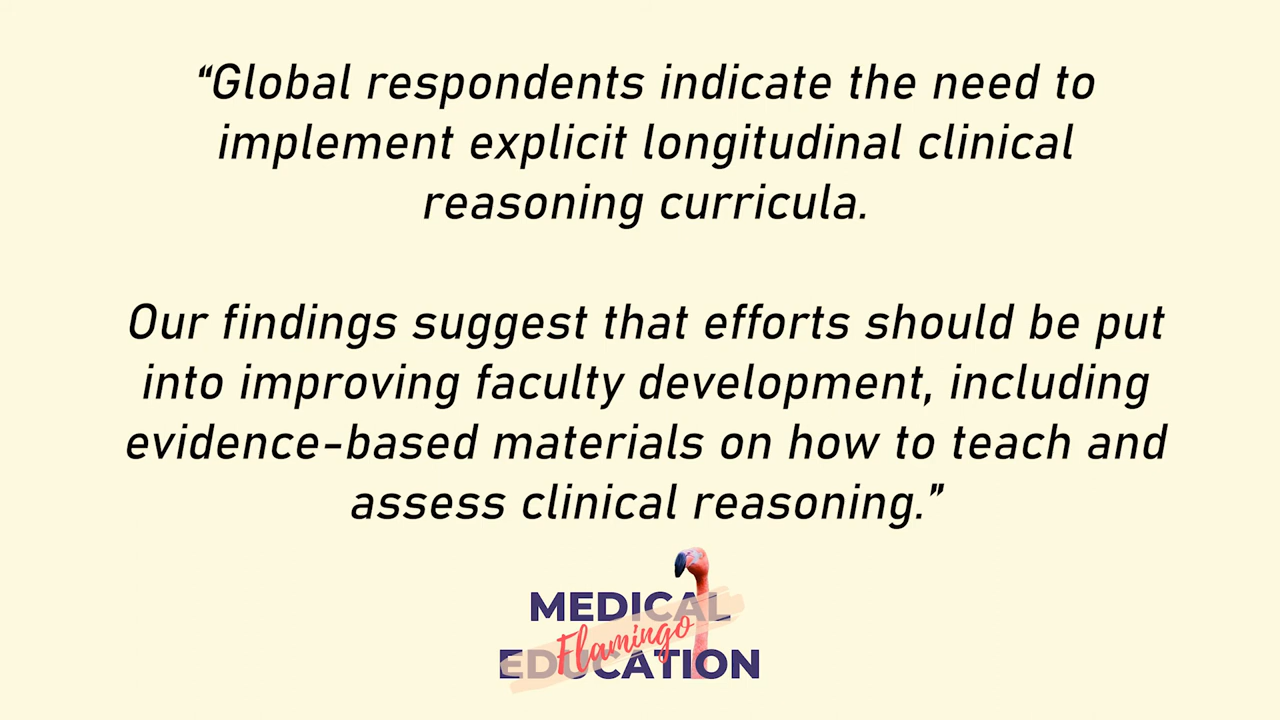 “Global respondents indicate the need to
implement explicit longitudinal clinical
reasoning curricula.
Our findings suggest that efforts should be put
into improving faculty development, including
evidence-based materials on how to teach and
assess clinical reasoning.”
MEDICAL
Flamingo
EDUCATION